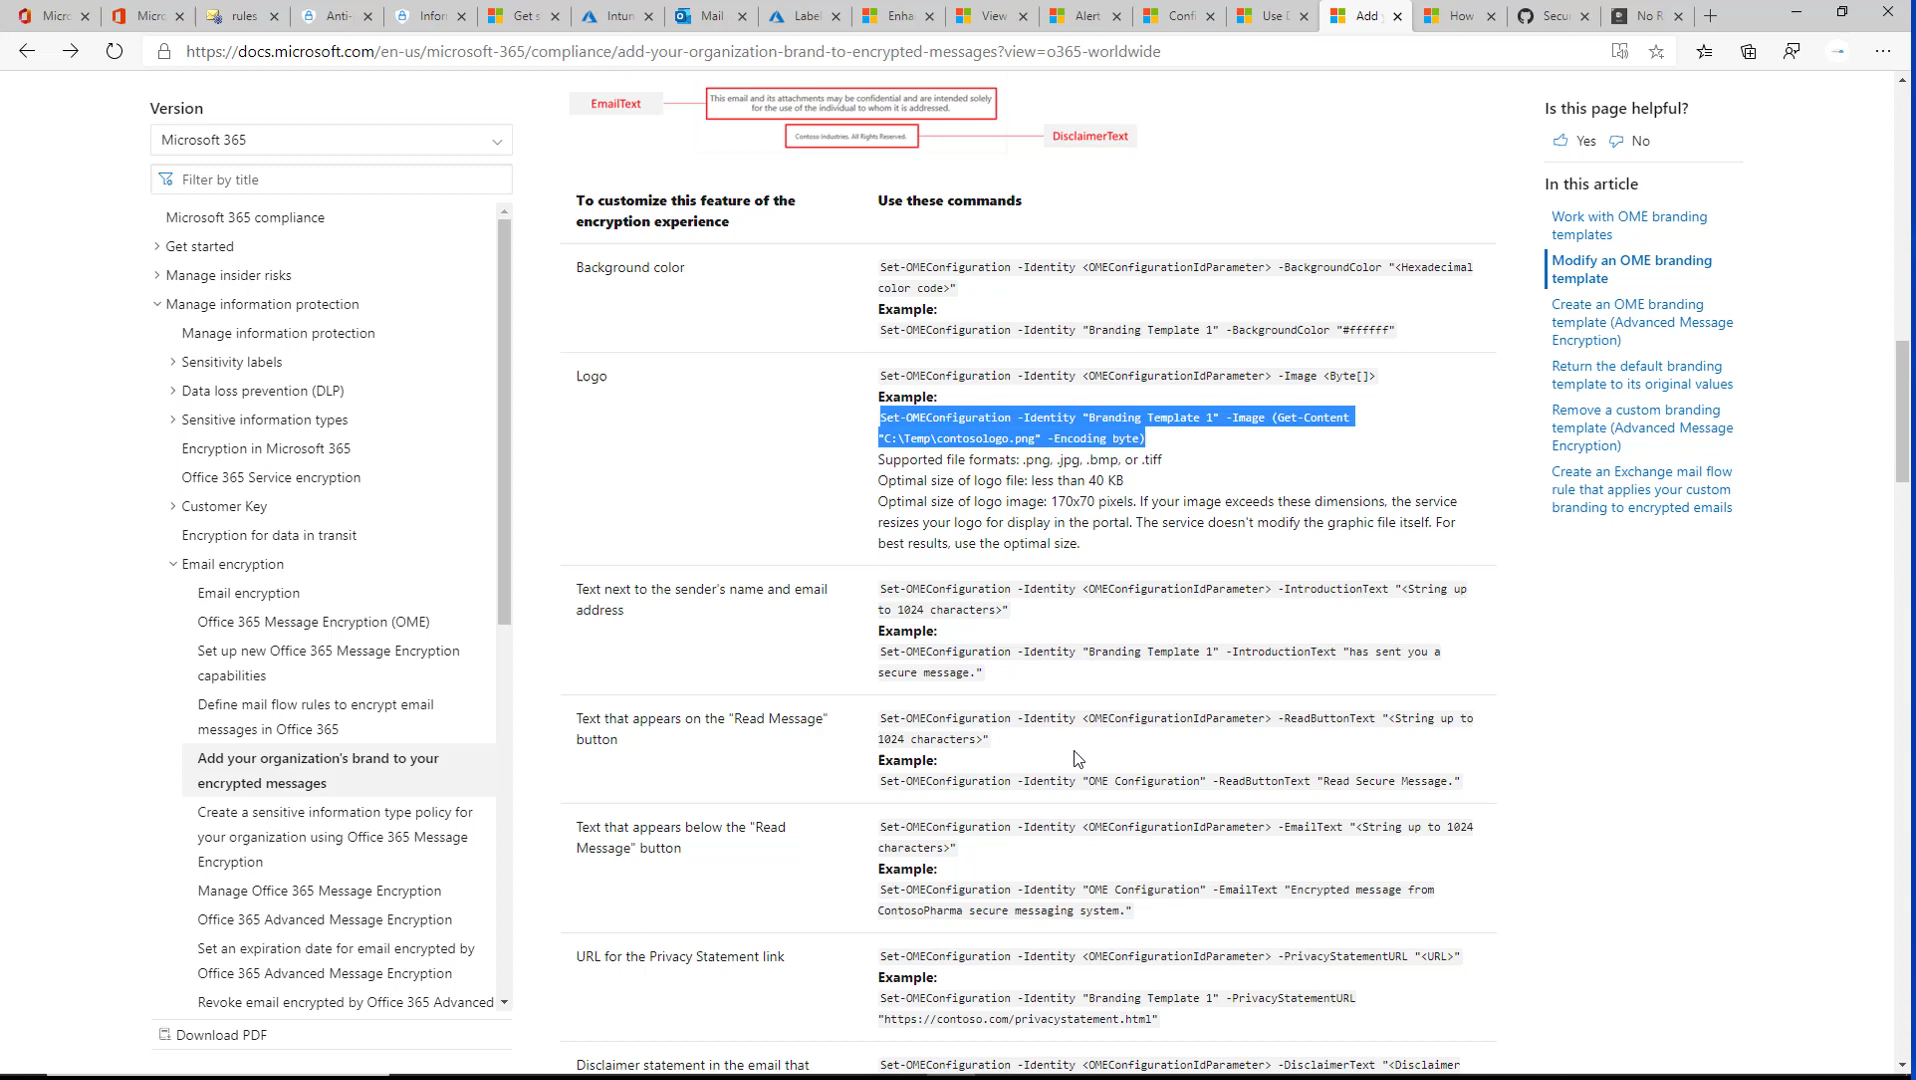 Micro
Micro
rules
Anti-
Infor
Get s
Intun
Mail
Label
Enha
View
Alert
Confi
Use D
Add y
How
Secur
No R
https://docs.microsoft.com/en-us/microsoft-365/compliance/add-your-organization-brand-to-encrypted-messages?view=o365-worldwide
Version
Microsoft 365
Filter by title
Microsoft 365 compliance
Get started
Manage insider risks
Manage information protection
Manage information protection
Sensitivity labels
Data loss prevention (DLP)
Sensitive information types
Encryption in Microsoft 365
Office 365 Service encryption
Customer Key
Encryption for data in transit
Email encryption
Email encryption
Office 365 Message Encryption (OME)
Set up new Office 365 Message Encryption
capabilities
Define mail flow rules to encrypt email
messages in Office 365
Add your organization's brand to your
encrypted messages
Create a sensitive information type policy for
your organization using Office 365 Message
Encryption
Manage Office 365 Message Encryption
Office 365 Advanced Message Encryption
Set an expiration date for email encrypted by
Office 365 Advanced Message Encryption
Revoke email encrypted by Office 365 Advanced
Download PDF
EmailText
This email and its attachments may be confidential and are intended solely
for the use of the individual to whom it is addressed.
Contoso Industries. All Rights Reserved.
DisclaimerText
To customize this feature of the
encryption experience
Use these commands
Background color
Set-OMEConfiguration -Identity <OMEConfigurationIdParameter> -BackgroundColor "<Hexadecimal
color code>"
Example:
Set-OMEConfiguration -Identity "Branding Template 1" -BackgroundColor "#ffffff"
Logo
Set-OMEConfiguration -Identity <OMEConfigurationIdParameter> -Image <Byte[]>
Example:
Set-OMEConfiguration -Identity "Branding Template 1" -Image (Get-Content
"C:\Temp\contosologo.png" -Encoding byte)
Supported file formats: .png, .jpg, .bmp, or .tiff
Optimal size of logo file: less than 40 KB
Optimal size of logo image: 170x70 pixels. If your image exceeds these dimensions, the service
resizes your logo for display in the portal. The service doesn't modify the graphic file itself. For
best results, use the optimal size.
Text next to the sender's name and email
address
Set-OMEConfiguration -Identity <OMEConfigurationIdParameter> -IntroductionText "<String up
to 1024 characters>"
Example:
Set-OMEConfiguration -Identity "Branding Template 1" -IntroductionText "has sent you a
secure message."
Text that appears on the "Read Message"
button
Set-OMEConfiguration -Identity <OMEConfigurationIdParameter> -ReadButtonText "<String up to
1024 characters>"
Example:
Set-OMEConfiguration -Identity "OME Configuration" -ReadButtonText "Read Secure Message."
Text that appears below the "Read
Message" button
Set-OMEConfiguration -Identity <OMEConfigurationIdParameter> -EmailText "<String up to 1024
characters>"
Example:
Set-OMEConfiguration -Identity "OME Configuration" -EmailText "Encrypted message from
ContosoPharma secure messaging system."
URL for the Privacy Statement link
Set-OMEConfiguration -Identity <OMEConfigurationIdParameter> -PrivacyStatementURL "<URL>"
Example:
Set-OMEConfiguration -Identity "Branding Template 1" -PrivacyStatementURL
"https://contoso.com/privacystatement.html"
Disclaimer statement in the email that
Set-OMEConfiguration -Identity <OMEConfigurationIdParameter> -DisclaimerText "<Disclaimer
Is this page helpful?
Yes
No
In this article
Work with OME branding
templates
Modify an OME branding
template
Create an OME branding
template (Advanced Message
Encryption)
Return the default branding
template to its original values
Remove a custom branding
template (Advanced Message
Encryption)
Create an Exchange mail flow
rule that applies your custom
branding to encrypted emails